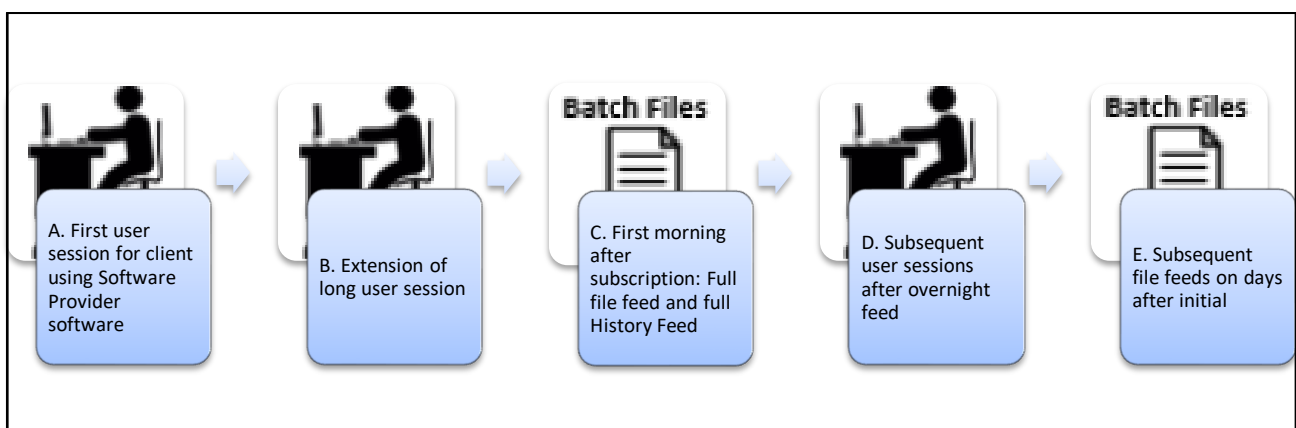 A. First user
session for client
using Software
Provider
software
B. Extension of
long user session
Batch Files
C. First morning
after
subscription: Full
file feed and full
History Feed
D. Subsequent
user sessions
after overnight
feed
Batch Files
E. Subsequent
file feeds on days
after initial